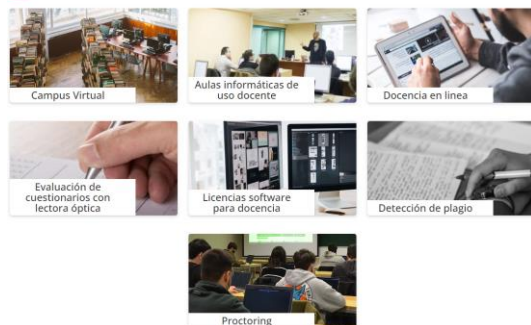 Campus Virtual
Aulas informáticas de
uso docente
Docencia en linea
Evaluación de
cuestionarios con
lectora óptica
Licencias software
para docencia
Detección de plagio
Proctoring